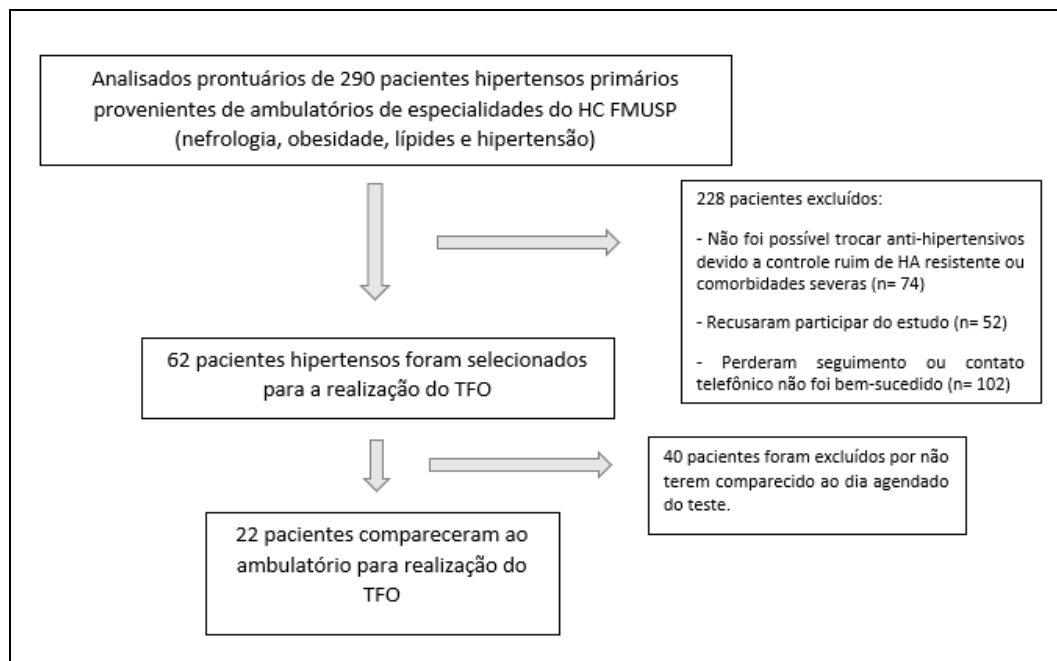 Analisados prontuários de 290 pacientes hipertensos primários
provenientes de ambulatórios de especialidades do HC FMUSP
(nefrologia, obesidade, lípides e hipertensão)
228 pacientes excluídos:
- Não foi possível trocar anti-hipertensivos
devido a controle ruim de HA resistente ou
comorbidades severas (n= 74)
- Recusaram participar do estudo (n= 52)
- Perderam seguimento ou contato
telefônico não foi bem-sucedido (n= 102)
62 pacientes hipertensos foram selecionados
para a realização do TFO
40 pacientes foram excluídos por não
terem comparecido ao dia agendado
do teste.
22 pacientes compareceram ao
ambulatório para realização do
TFO